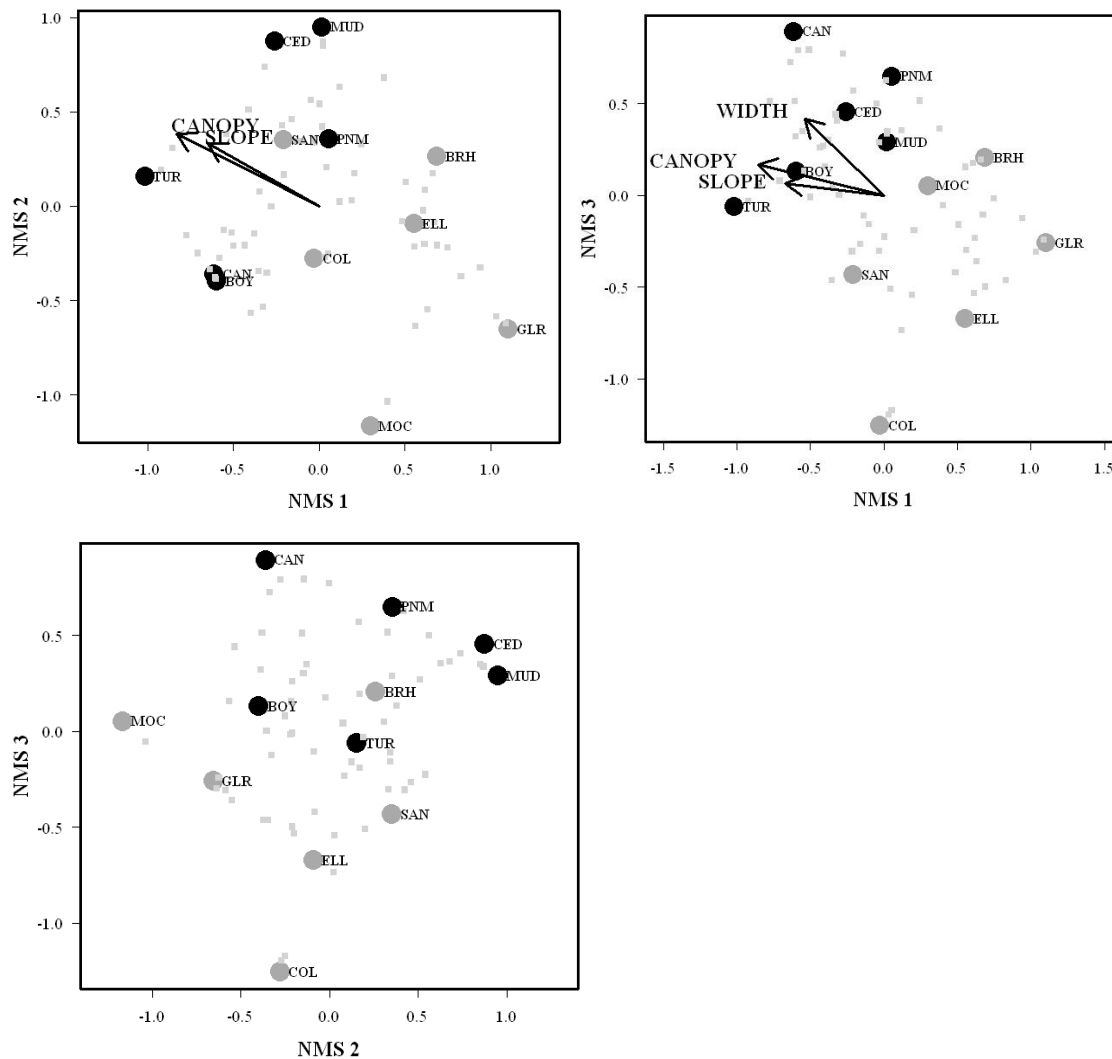 1.0
0.5
0.0
-0.5
-1.0
NMS 2
MUD
CED
CANOPY
SLOPE
SAN
PNM
BRH
TUR
ELL
COL
CAN
BOY
GLR
MOC
-1.0 -0.5 0.0 0.5 1.0
NMS 1
0.5
0.0
-0.5
-1.0
NMS 3
CAN
PNM
WIDTH
CED
MUD
CANOPY
BRH
BOY
SLOPE
MOC
TUR
GLR
SAN
ELL
COL
-1.5 -1.0 -0.5 0.0 0.5 1.0 1.5
NMS 1
0.5
0.0
-0.5
-1.0
NMS 3
CAN
PNM
CED
MUD
BRH
BOY
MOC
TUR
GLR
SAN
ELL
COL
-1.0 -0.5 0.0 0.5 1.0
NMS 2